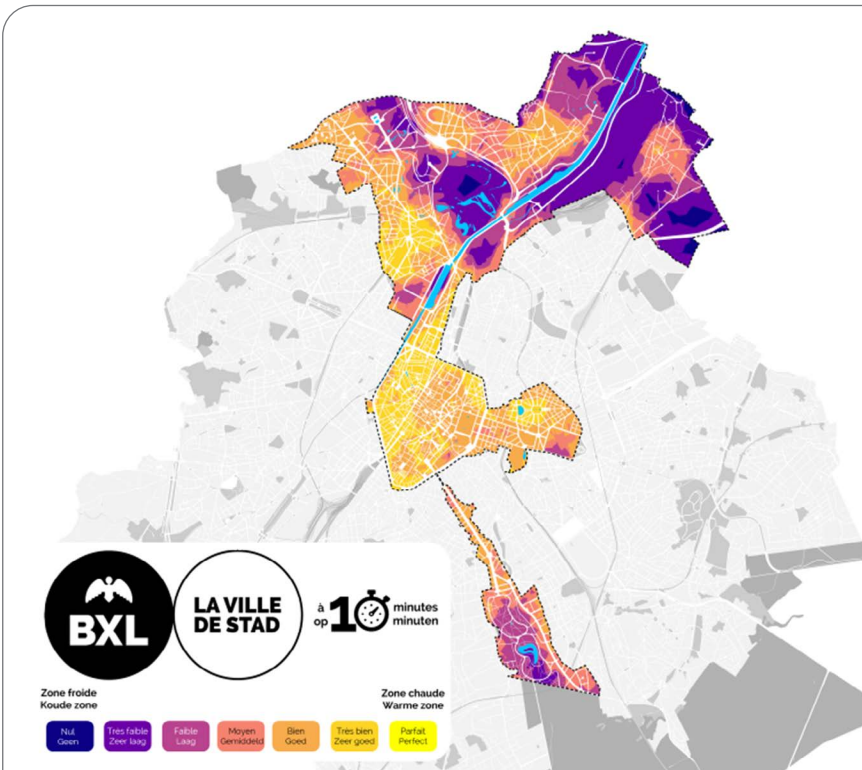 BXL
LA VILLE
DE STAD
à
op
10
minutes
minuten
Zone froide
Koude zone
Zone chaude
Warme zone
Nul
Geen
Très faible
Zeer laag
Faible
Laag
Moyen
Gemiddeld
Bien
Goed
Très bien
Zeer goed
Parfait
Perfect